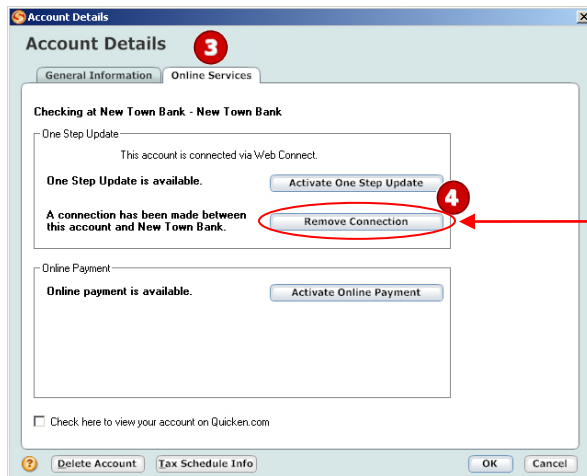 Account Details
Account Details
3
General Information
Online Services
Checking at New Town Bank - New Town Bank
One Step Update
This account is connected via Web Connect.
One Step Update is available.
Activate One Step Update
4
A connection has been made between
this account and New Town Bank.
Remove Connection
Online Payment
Online payment is available.
Activate Online Payment
Check here to view your account on Quicken.com
?
Delete Account
Tax Schedule Info
OK
Cancel